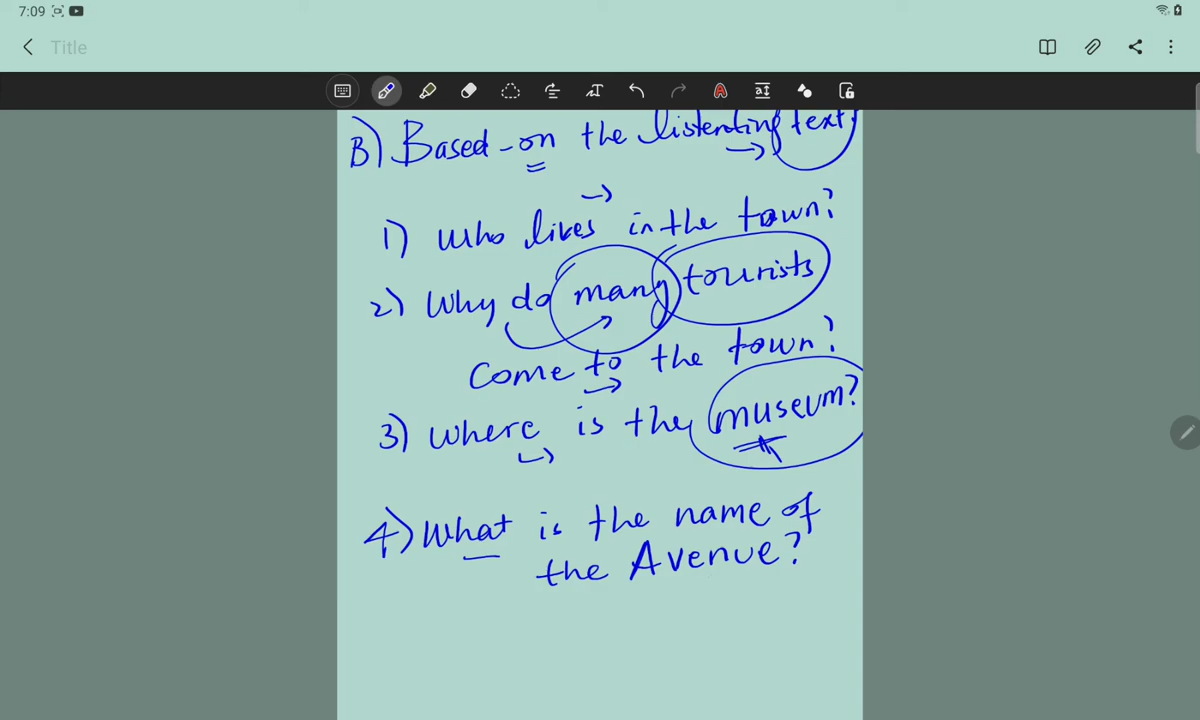 7:09
Title
B) Based on the listenting text,
1) Who lives in the town?
2) Why do many tourists
Come to the town?
3) Where is the museum?
4) What is the name of
the Avenue?